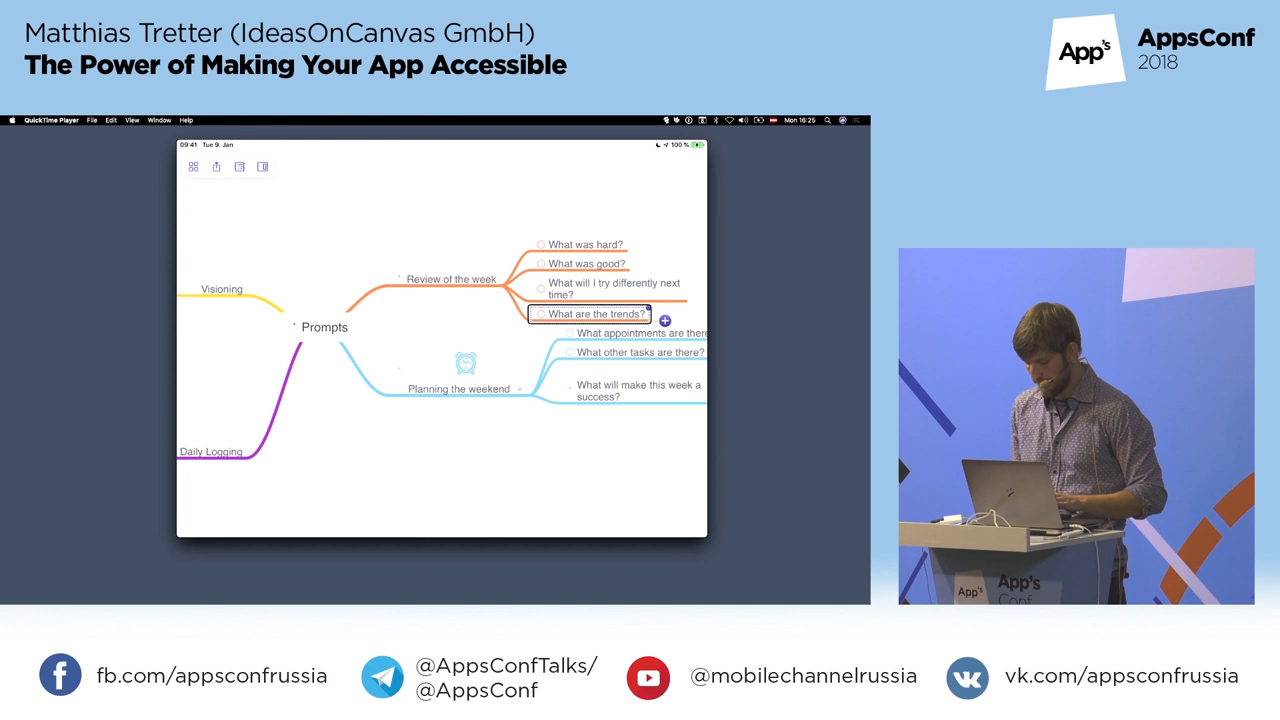 Matthias Tretter (IdeasOnCanvas GmbH)
The Power of Making Your App Accessible
App's
AppsConf
2018
QuickTime Player File Edit View Window Help
Mon 16:25
09:41 Tue 9. Jan
100 %
What was hard?
What was good?
Review of the week
What will I try differently next
time?
Visioning
What are the trends?
Prompts
What appointments are there
What other tasks are there?
Planning the weekend
What will make this week a
success?
Daily Logging
App's
App's
Conf
fb.com/appsconfrussia
@AppsConfTalks/
@AppsConf
@mobilechannelrussia
vk.com/appsconfrussia